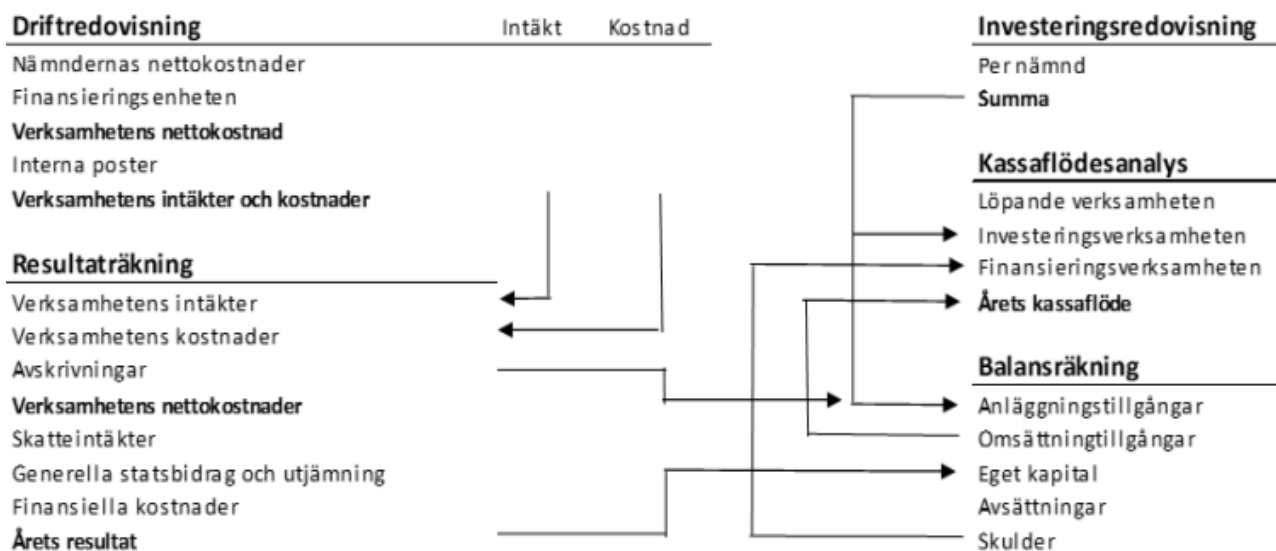 Driftredovisning Intäkt Kostnad
Nämndernas nettokostnader
Finansieringsenheten
Verksamhetens nettokostnad
Interna poster
Verksamhetens intäkter och kostnader
Resultaträkning
Verksamhetens intäkter
Verksamhetens kostnader
Avskrivningar
Verksamhetens nettokostnader
Skatteintäkter
Generella statsbidrag och utjämning
Finansiella kostnader
Årets resultat
Investeringsredovisning
Per nämnd
Summa
Kassaflödesanalys
Löpande verksamheten
Investeringsverksamheten
Finansieringsverksamheten
Årets kassaflöde
Balansräkning
Anläggningstillgångar
Omsättningtillgångar
Eget kapital
Avsättningar
Skulder